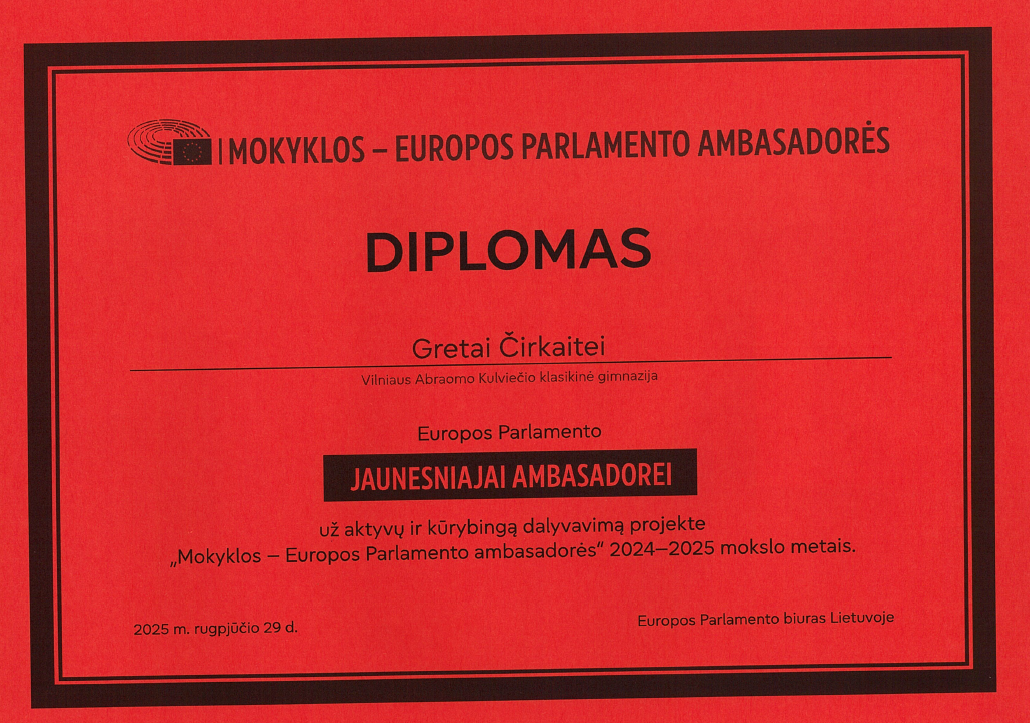 MOKYKLOS – EUROPOS PARLAMENTO AMBASADORĖS
DIPLOMAS
Gretai Čirkaitei
Vilniaus Abraomo Kulviečio klasikinė gimnazija
Europos Parlamento
JAUNESNIAJAI AMBASADOREI
už aktyvų ir kūrybingą dalyvavimą projekte
„Mokyklos – Europos Parlamento ambasadorės“ 2024–2025 mokslo metais.
2025 m. rugpjūčio 29 d.
Europos Parlamento biuras Lietuvoje